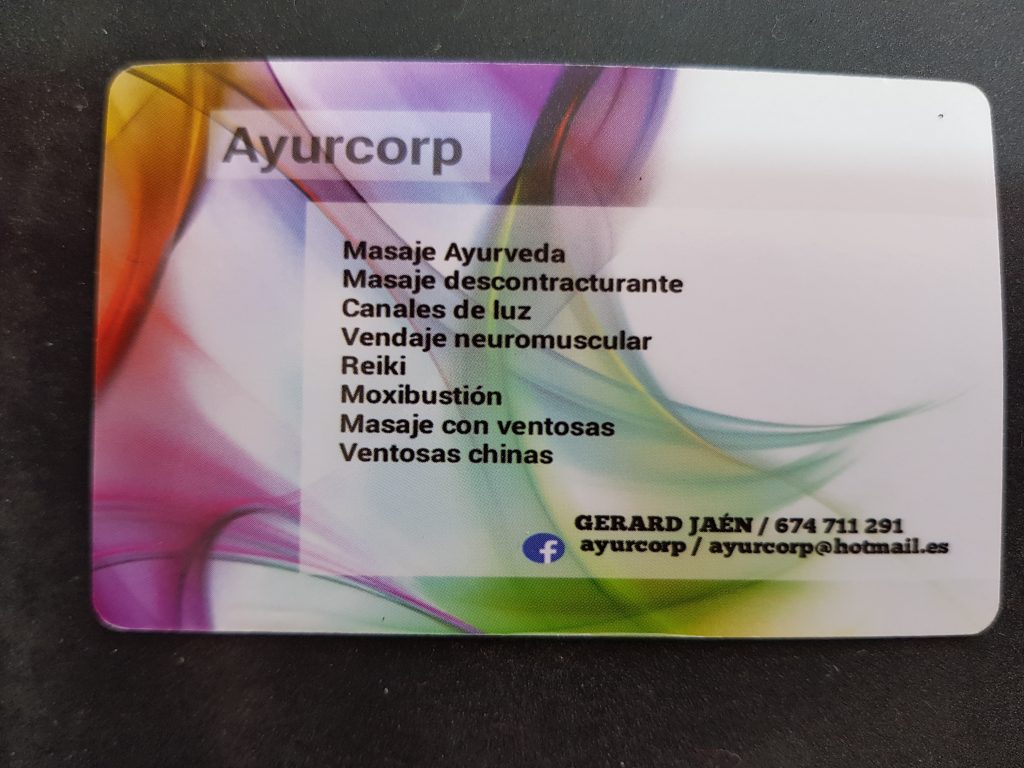 Ayurcorp
Masaje Ayurveda
Masaje descontracturante
Canales de luz
Vendaje neuromuscular
Reiki
Moxibustión
Masaje con ventosas
Ventosas chinas
GERARD JAÉN / 674 711 291
f ayurcorp / ayurcorp@hotmail.es